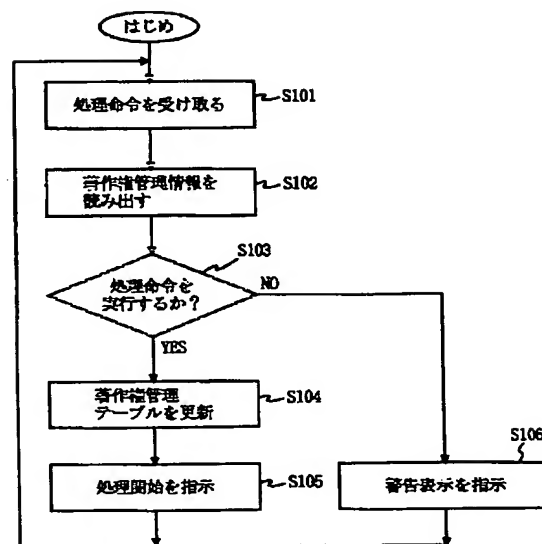 はじめ
処理命令を受け取る
S101
著作権管理情報を
読み出す
S102
S103
処理命令を
実行するか?
NO
YES
著作権管理
テーブルを更新
S104
処理開始を指示
S105
S106
警告表示を指示